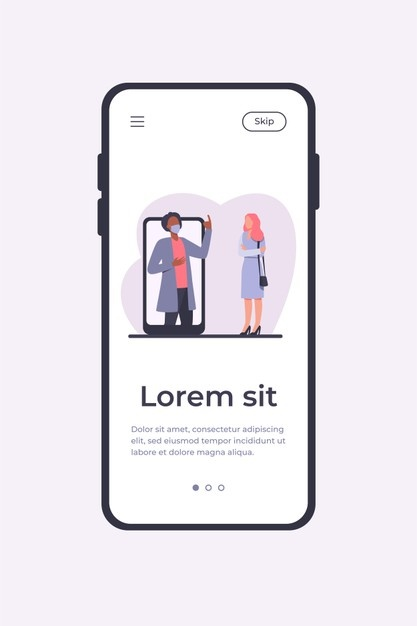 Skip
Lorem sit
Dolor sit amet, consectetur adipiscing
elit, sed eiusmod tempor incididunt ut
labore et dolore magna aliqua.